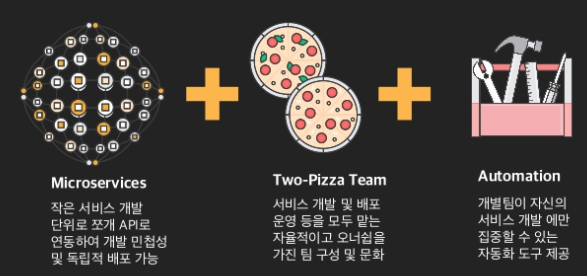 Microservices
작은 서비스 개발
단위로 쪼개 API로
연동하여 개발 민첩성
및 독립적 배포 가능
Two-Pizza Team
서비스 개발 및 배포
운영 등을 모두 맡는
자율적이고 오너쉽을
가진 팀 구성 및 문화
Automation
개별팀이 자신의
서비스 개발 에만
집중할 수 있는
자동화 도구 제공